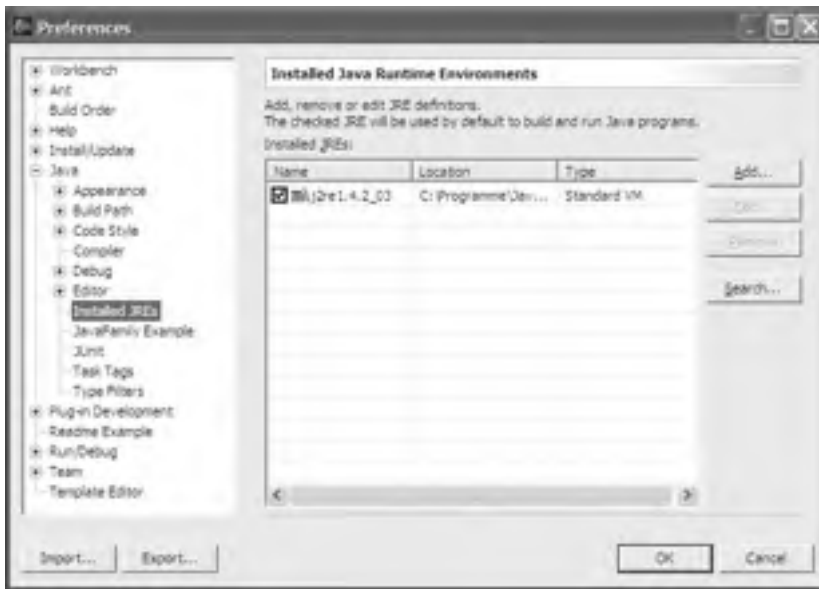 Preferences
Workbench
Ant
Build Order
Help
Install/Update
Java
Appearance
Build Path
Code Style
Compiler
Debug
Editor
Installed JREs
JavaFamily Example
JUnit
Task Tags
Type Filters
Plug-in Development
Readme Example
Run/Debug
Team
Template Editor
Installed Java Runtime Environments
Add, remove or edit JRE definitions.
The checked JRE will be used by default to build and run Java programs.
Installed JREs:
Name Location Type
j2re1.4.2_03 C:\Programme\Jav... Standard VM
Add...
Edit...
Remove
Search...
Import... Export... OK Cancel